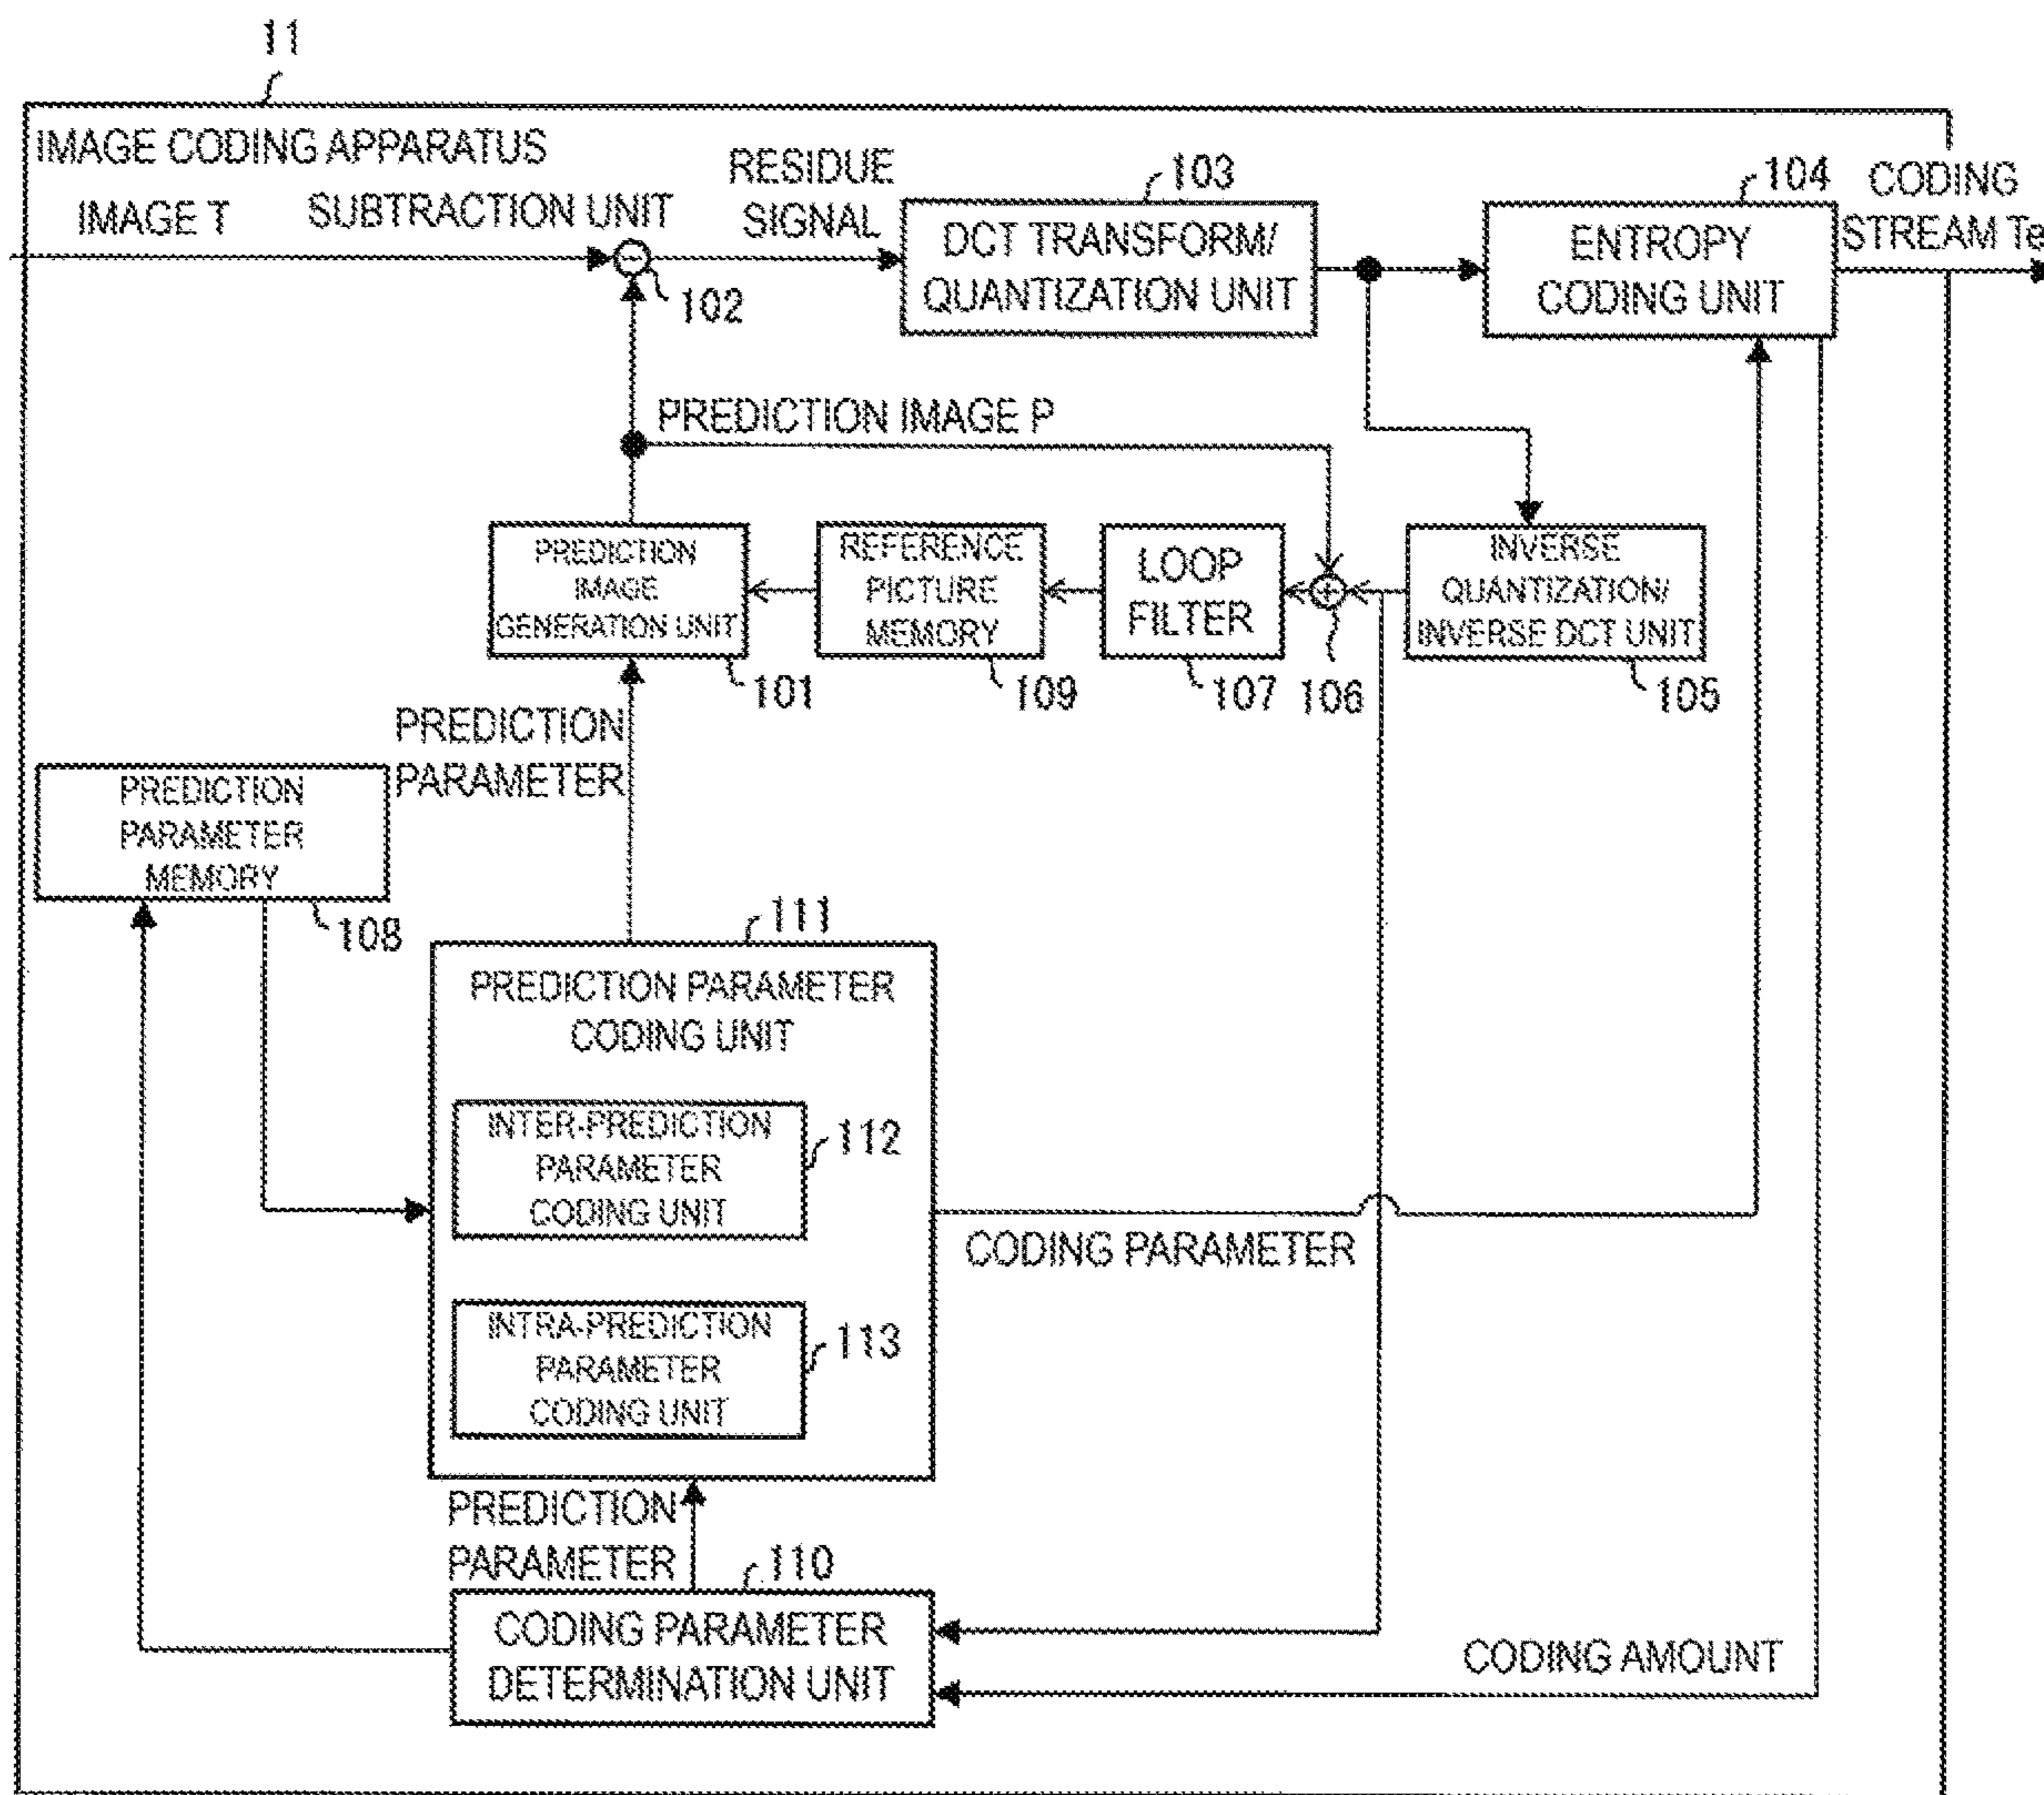 11
IMAGE CODING APPARATUS
IMAGE T
SUBTRACTION UNIT
102
RESIDUE
SIGNAL
103
DCT TRANSFORM/
QUANTIZATION UNIT
104
ENTROPY
CODING UNIT
CODING
STREAM Te
PREDICTION IMAGE P
PREDICTION
IMAGE
GENERATION UNIT
101
REFERENCE
PICTURE
MEMORY
109
LOOP
FILTER
107
106
INVERSE
QUANTIZATION/
INVERSE DCT UNIT
105
PREDICTION
PARAMETER
PREDICTION
PARAMETER
MEMORY
108
111
PREDICTION PARAMETER
CODING UNIT
INTER-PREDICTION
PARAMETER
CODING UNIT
112
INTRA-PREDICTION
PARAMETER
CODING UNIT
113
CODING PARAMETER
PREDICTION
PARAMETER
110
CODING PARAMETER
DETERMINATION UNIT
CODING AMOUNT